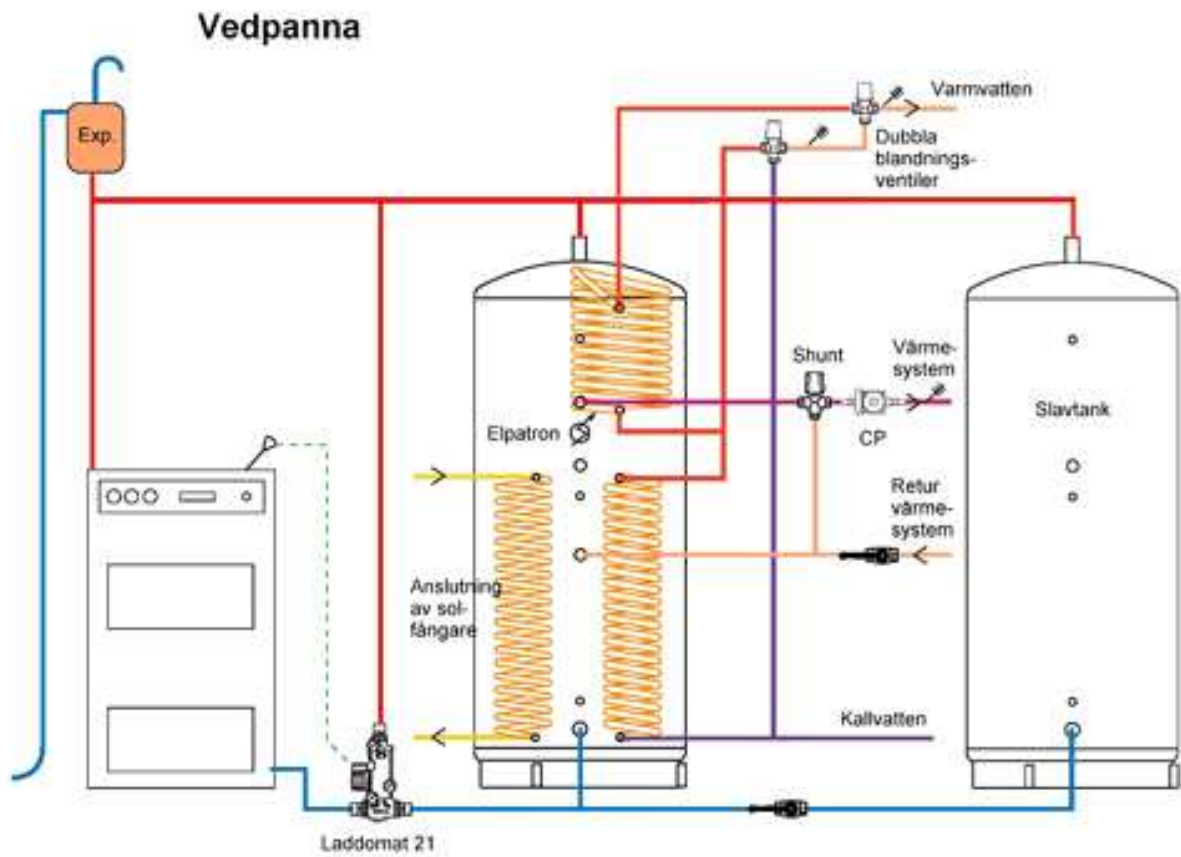 Vedpanna
Exp.
Varmvatten
Dubbla
blandnings-
ventiler
Shunt
Värme-
system
CP
Slavtank
Elpatron
Retur
värme-
system
Anslutning
av sol-
fångare
Kallvatten
Laddomat 21